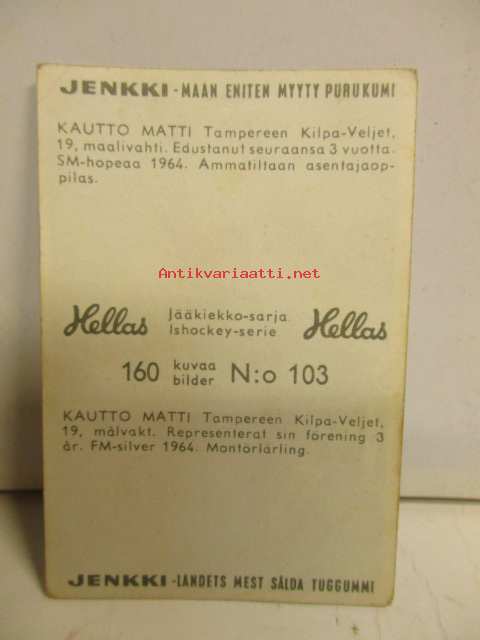 JENKKI - MAAN ENITEN MYYTY PURUKUMI
KAUTTO MATTI Tampereen Kilpa-Veljet,
19, maalivahti. Edustanut seuraansa 3 vuotta.
SM-hopeaa 1964. Ammatiltaan asentajaop-
pilas.
Antikvariaatti.net
Hellas Jääkiekko-sarja Hellas
Ishockey-serie
160 kuvaa N:o 103
bilder
KAUTTO MATTI Tampereen Kilpa-Veljet,
19, målvakt. Representerat sin förening 3
år. FM-silver 1964. Montörlärling.
JENKKI - LANDETS MEST SÅLDA TUGGUMMI